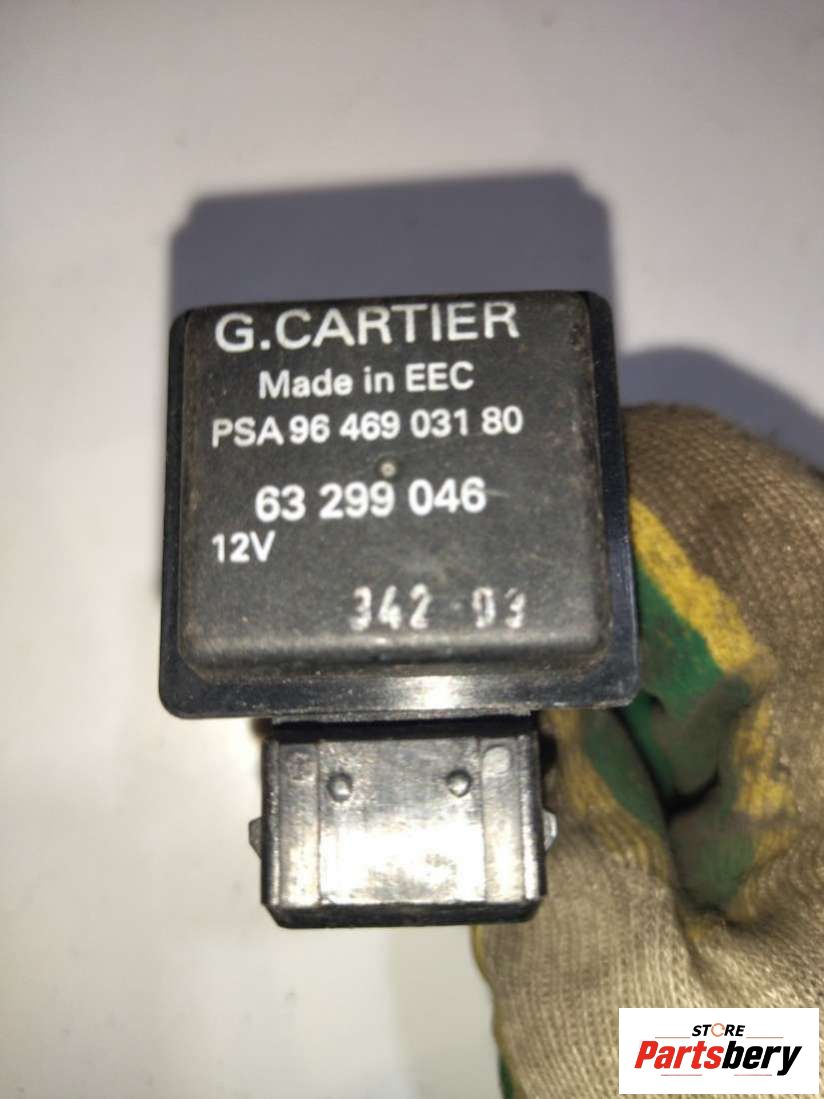 G.CARTIER
Made in EEC
PSA 96 469 031 80
63 299 046
12V
342 03
STORE
Partsbery